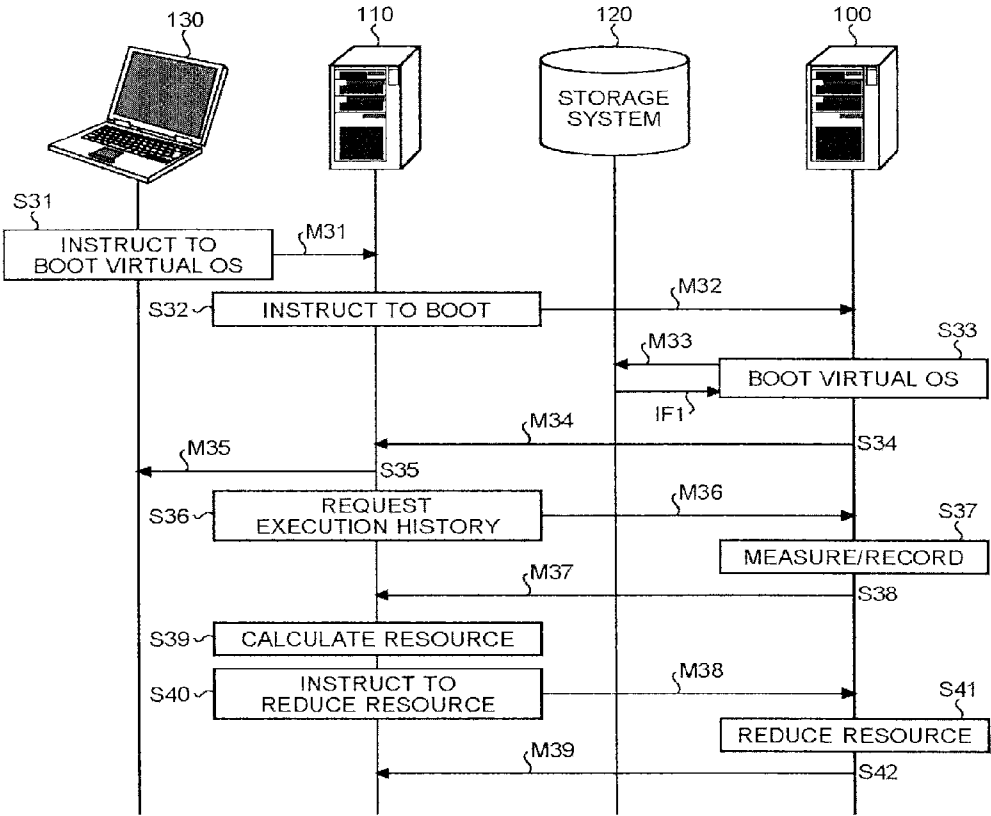 130
110
120
100
STORAGE
SYSTEM
S31
INSTRUCT TO
BOOT VIRTUAL OS
M31
S32
INSTRUCT TO BOOT
M32
S33
M33
BOOT VIRTUAL OS
IF1
M34
S34
M35
S35
S36
REQUEST
EXECUTION HISTORY
M36
S37
MEASURE/RECORD
M37
S38
S39
CALCULATE RESOURCE
S40
INSTRUCT TO
REDUCE RESOURCE
M38
S41
REDUCE RESOURCE
M39
S42